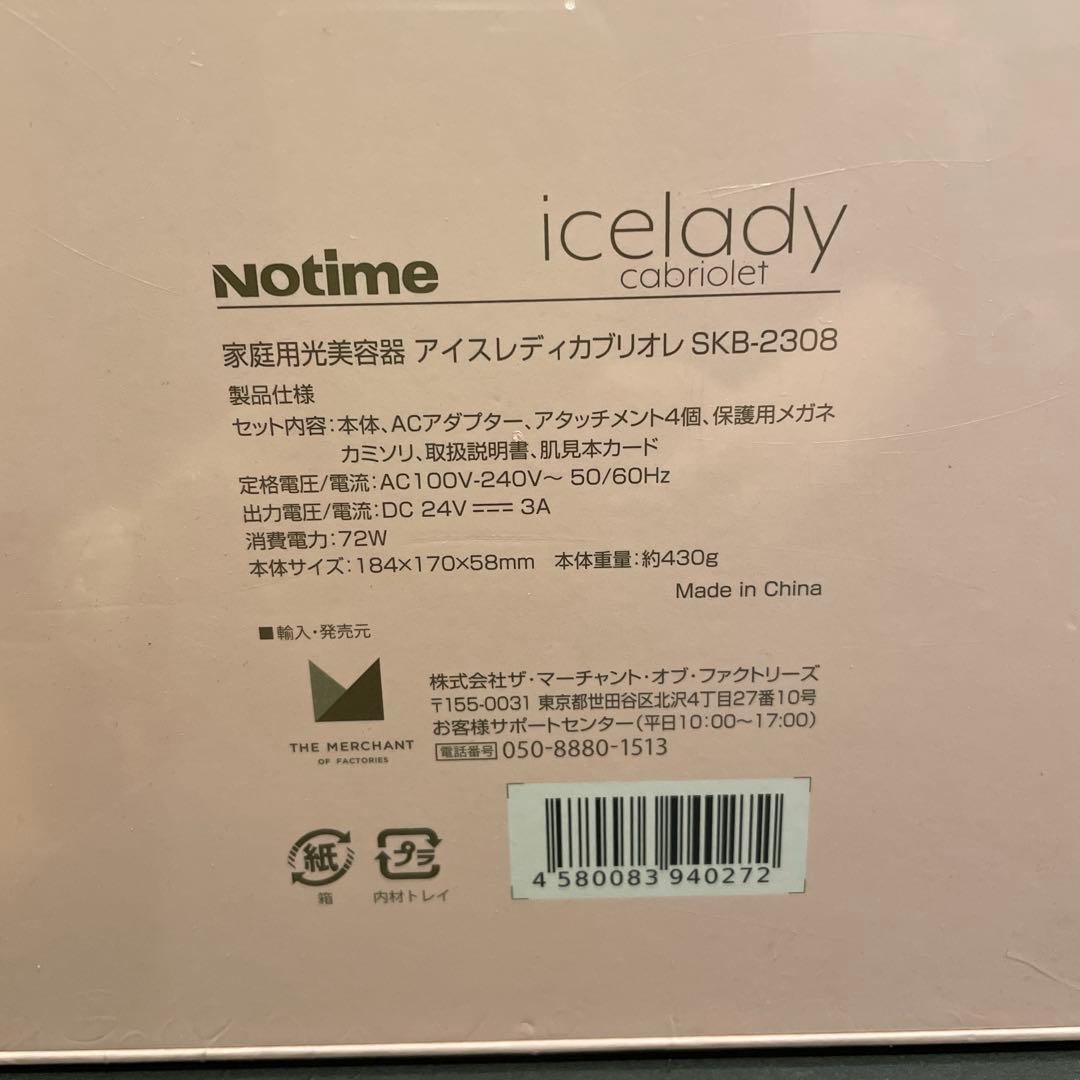 icelady
cabriolet
Notime
家庭用光美容器 アイスレディカブリオレ SKB-2308
製品仕様
セット内容:本体、ACアダプター、アタッチメント4個、保護用メガネ
カミソリ、取扱説明書、肌見本カード
定格電圧/電流:AC100V-240V〜 50/60Hz
出力電圧/電流:DC 24V ⎓ 3A
消費電力:72W
本体サイズ:184×170×58mm 本体重量:約430g
Made in China
■輸入・発売元
株式会社ザ・マーチャント・オブ・ファクトリーズ
〒155-0031 東京都世田谷区北沢4丁目27番10号
お客様サポートセンター(平日10:00〜17:00)
電話番号 050-8880-1513
THE MERCHANT
OF FACTORIES
紙
箱
プラ
内材トレイ
4 580083 940272